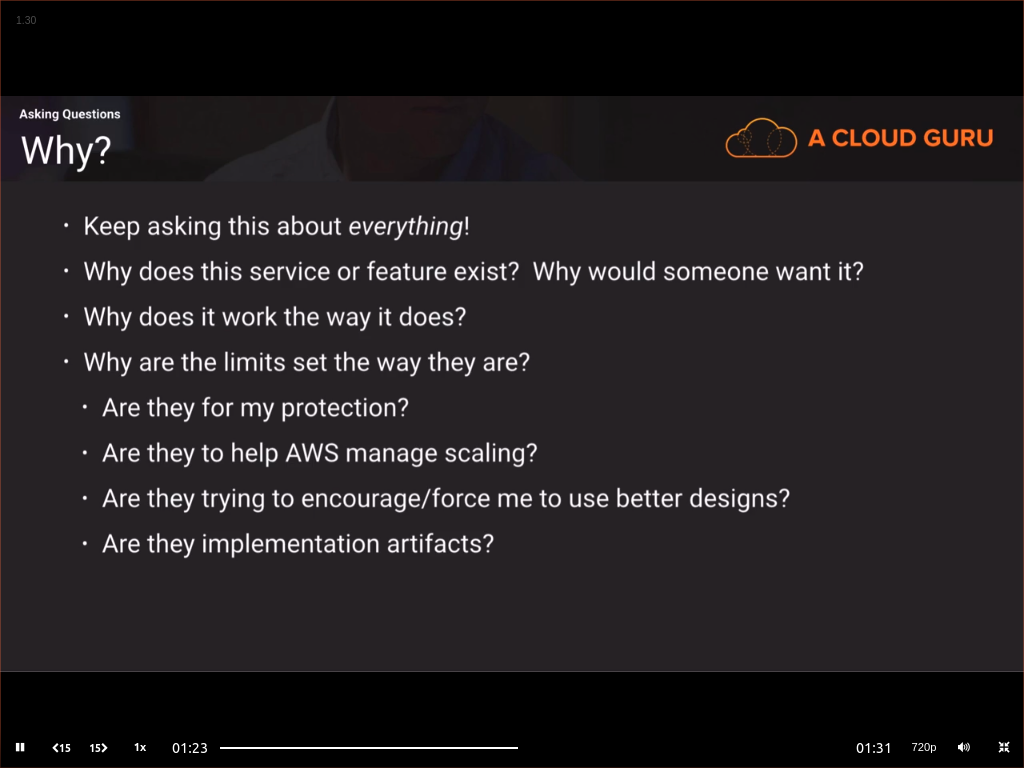 1.30
Asking Questions
Why?
A CLOUD GURU
· Keep asking this about everything!
· Why does this service or feature exist?  Why would someone want it?
· Why does it work the way it does?
· Why are the limits set the way they are?
· Are they for my protection?
· Are they to help AWS manage scaling?
· Are they trying to encourage/force me to use better designs?
· Are they implementation artifacts?
15 15 1x 01:23 01:31 720p